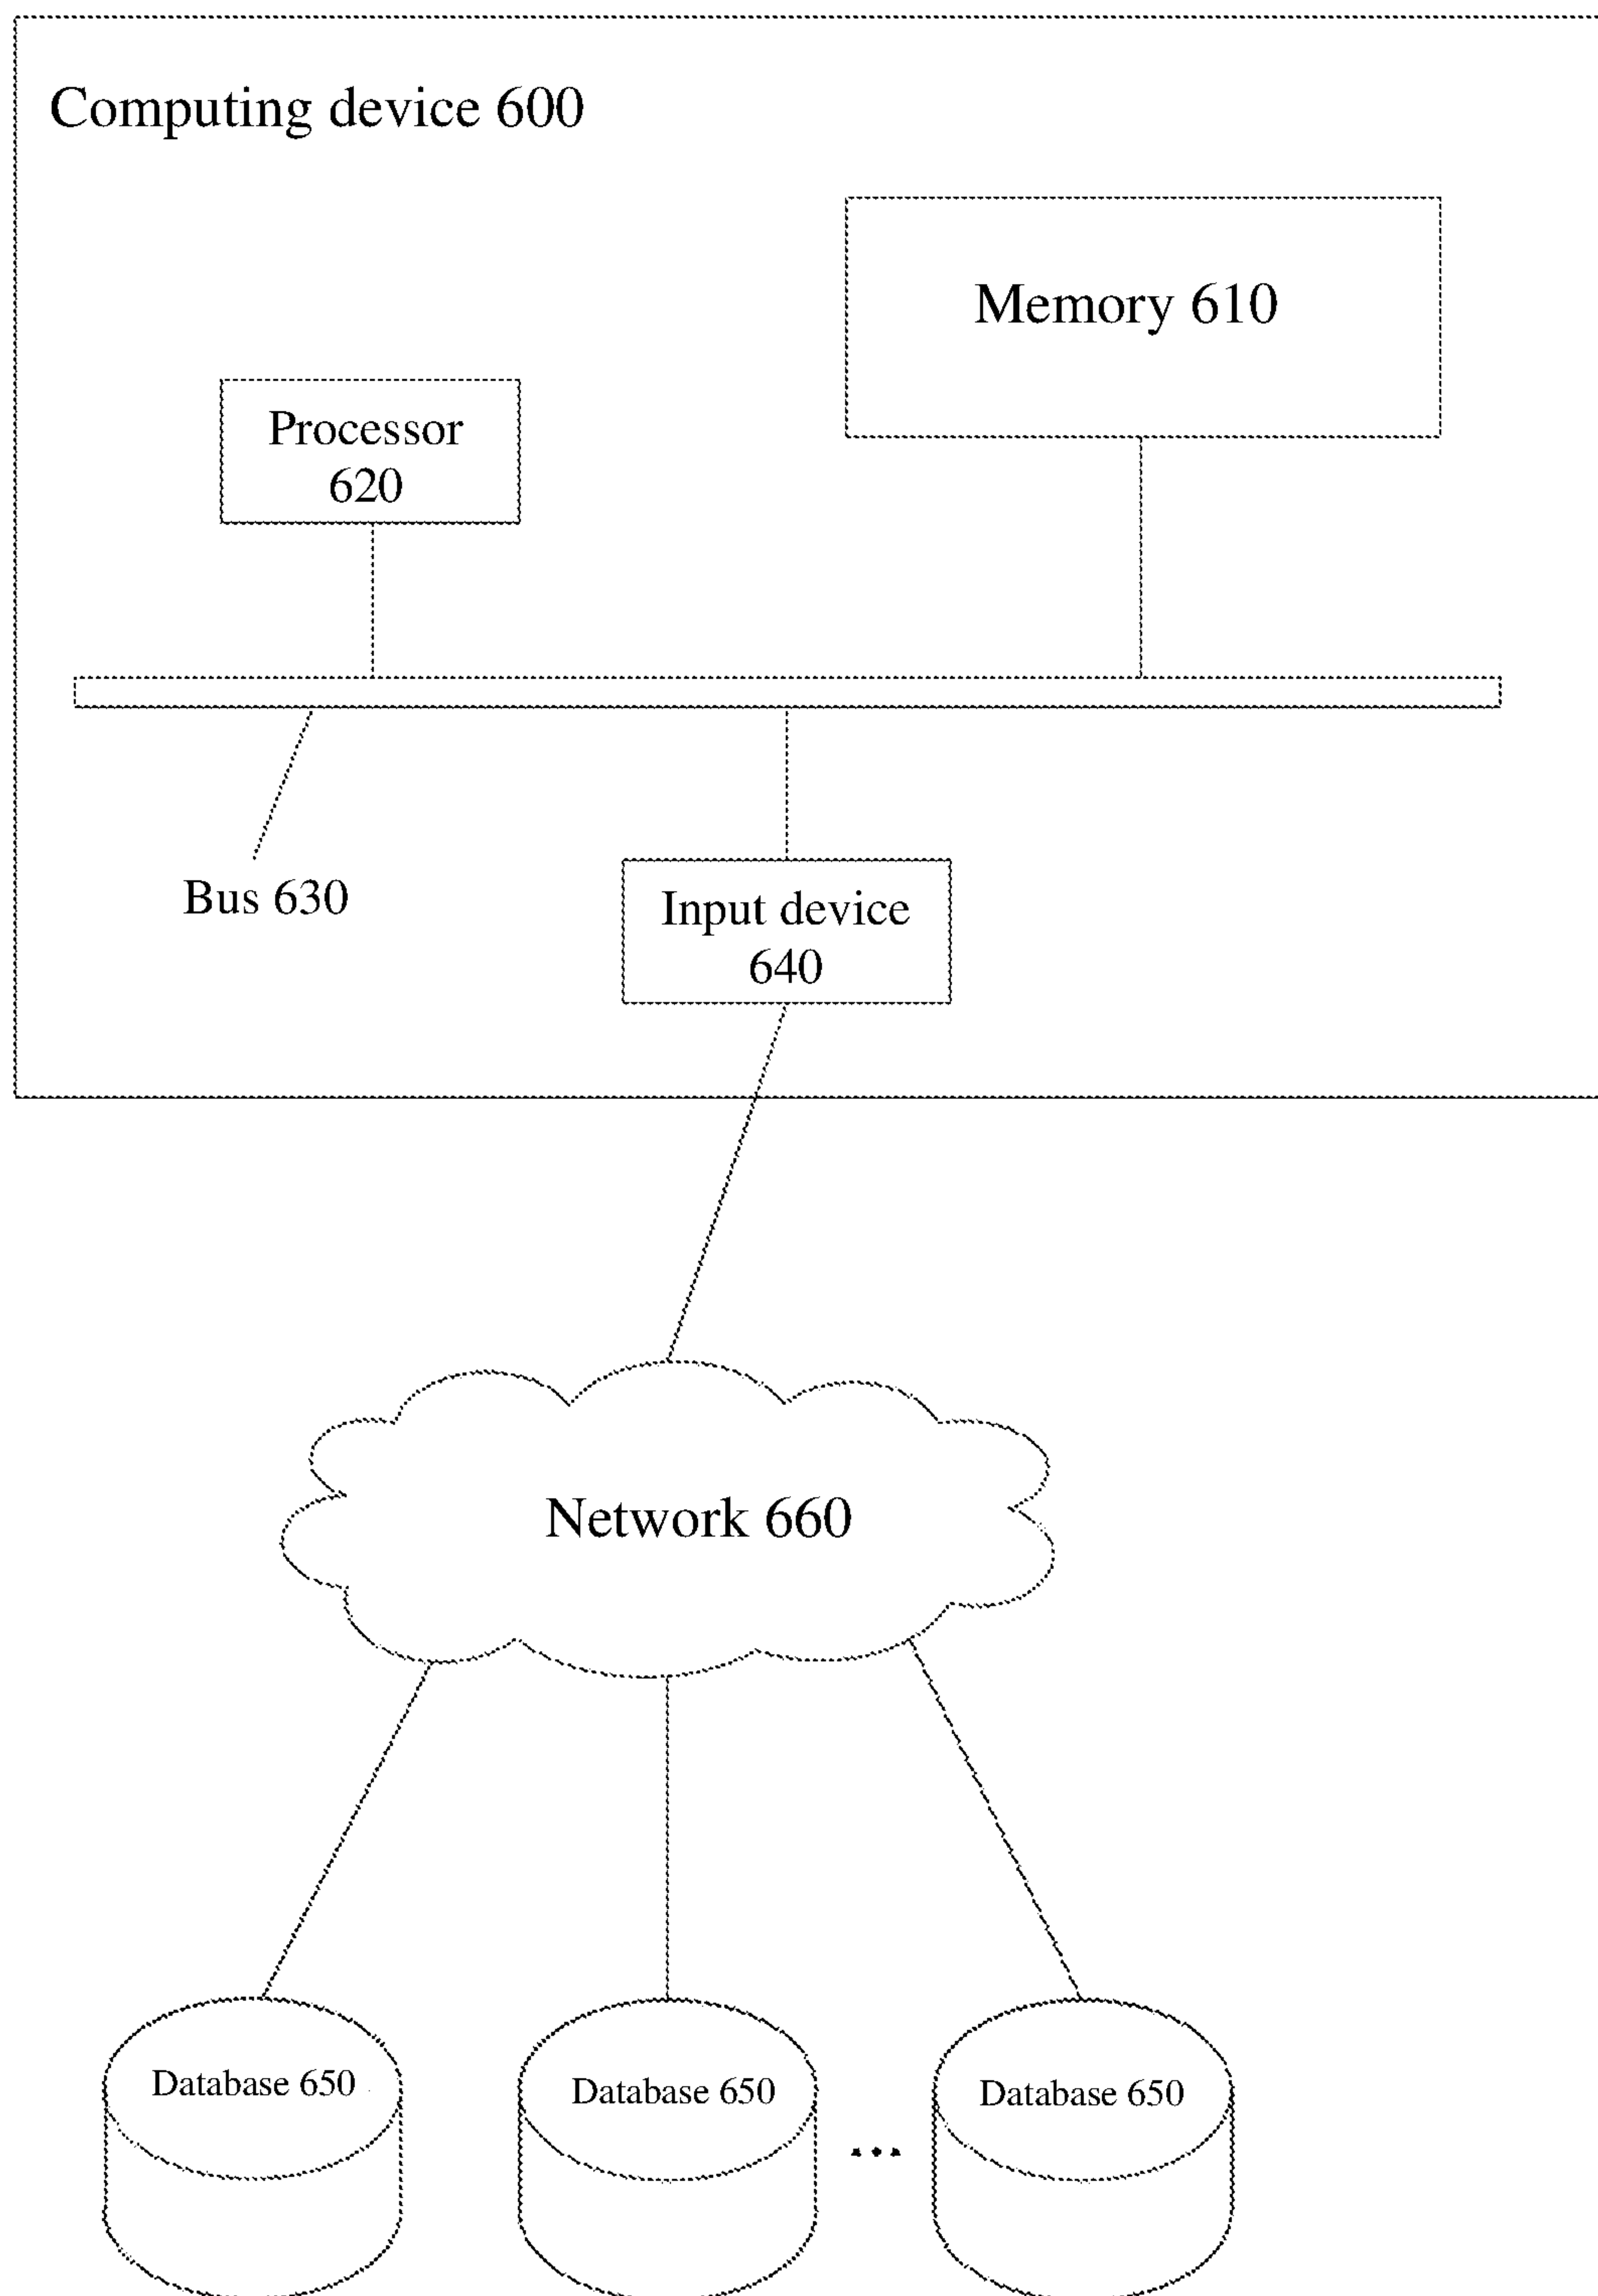 Computing device 600
Memory 610
Processor
620
Bus 630
Input device
640
Network 660
Database 650
Database 650
...
Database 650